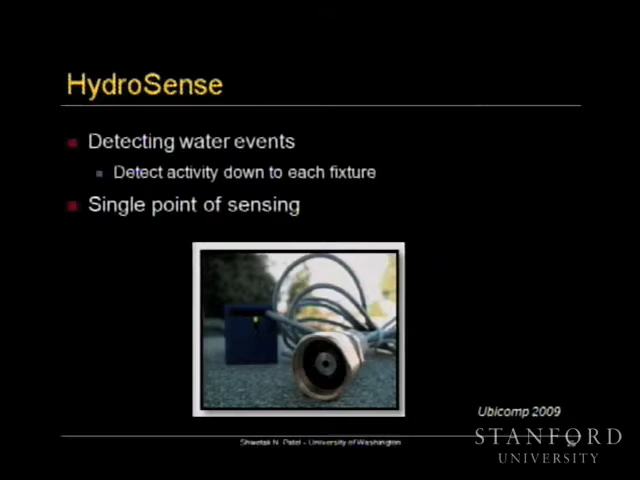 HydroSense
Detecting water events
Detect activity down to each fixture
Single point of sensing
Ubicomp 2009
Shwetak N. Patel - University of Washington
STANFORD
UNIVERSITY